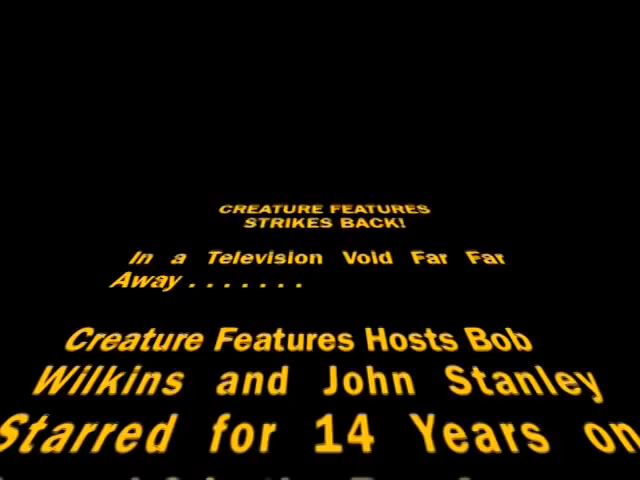 CREATURE FEATURES
STRIKES BACK!
In a Television Void Far Far
Away . . . . . . .
Creature Features Hosts Bob
Wilkins and John Stanley
Starred for 14 Years on